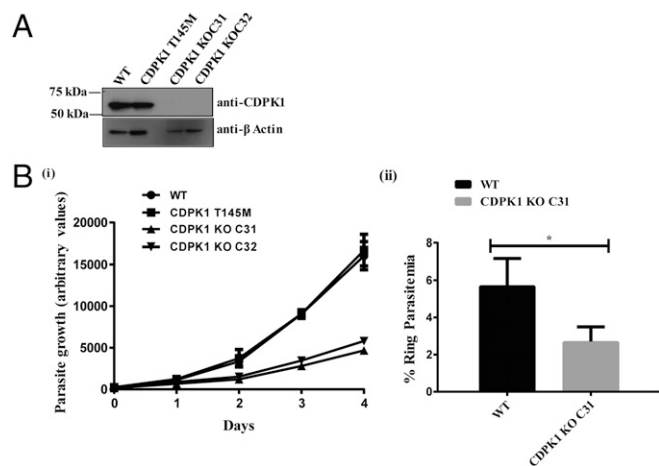 A
WT
CDPK1 T145M
CDPK1 KOC31
CDPK1 KOC32
75 kDa
50 kDa
anti-CDPK1
anti-β Actin
B (i)
WT
CDPK1 T145M
CDPK1 KO C31
CDPK1 KO C32
Parasite growth (arbitrary values)
20000
15000
10000
5000
0
0 1 2 3 4
Days
(ii)
WT
CDPK1 KO C31
% Ring Parasitemia
8
6
4
2
0
*
WT
CDPK1 KO C31